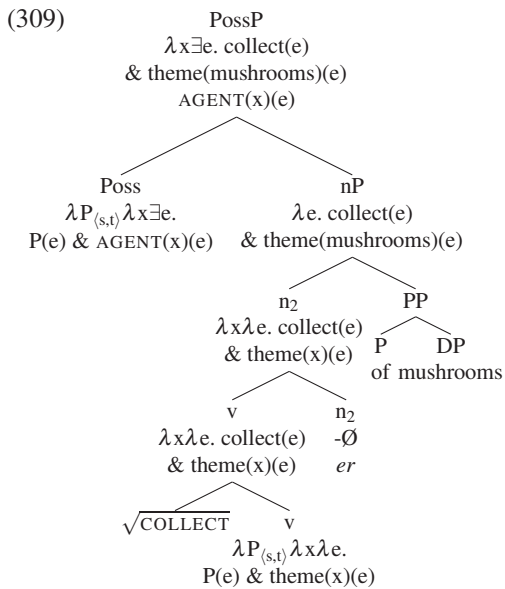 (309) PossP
λx∃e. collect(e)
& theme(mushrooms)(e)
AGENT(x)(e)
Poss nP
λP⟨s,t⟩λx∃e. λe. collect(e)
P(e) & AGENT(x)(e) & theme(mushrooms)(e)
n₂ PP
λxλe. collect(e)
& theme(x)(e) P DP
of mushrooms
v n₂
λxλe. collect(e) -Ø
& theme(x)(e) er
√COLLECT v
λP⟨s,t⟩λxλe.
P(e) & theme(x)(e)